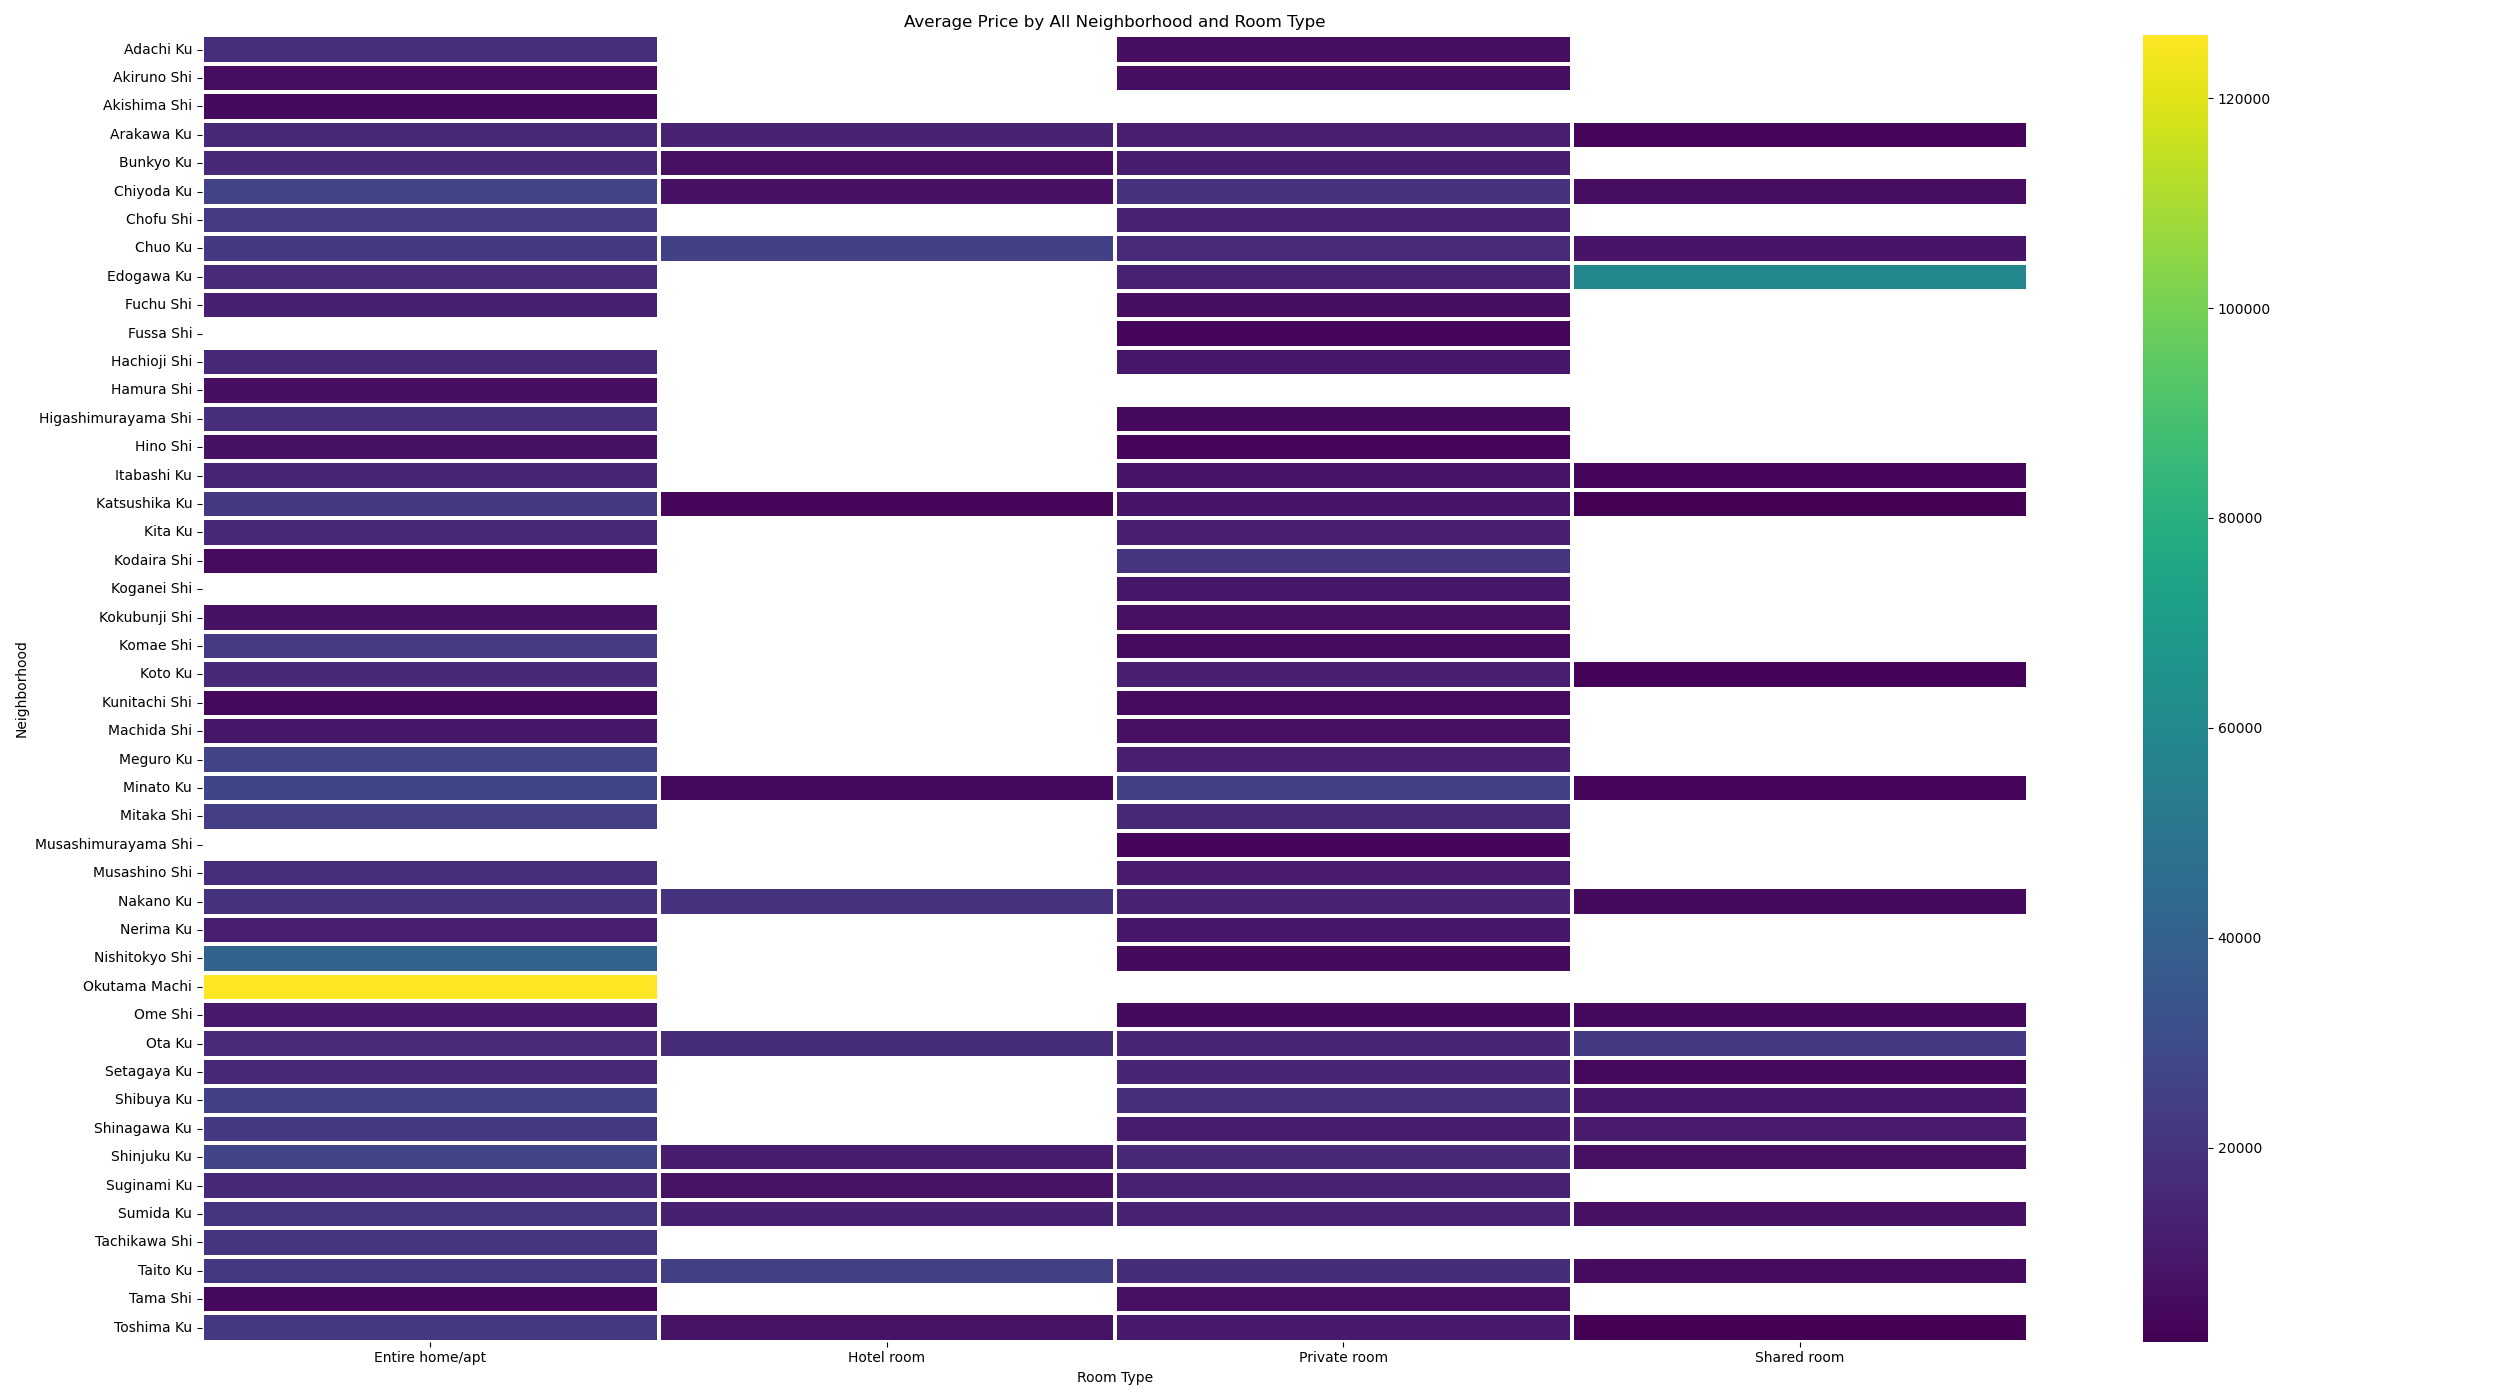 Average Price by All Neighborhood and Room Type
Neighborhood
Adachi Ku
Akiruno Shi
Akishima Shi
Arakawa Ku
Bunkyo Ku
Chiyoda Ku
Chofu Shi
Chuo Ku
Edogawa Ku
Fuchu Shi
Fussa Shi
Hachioji Shi
Hamura Shi
Higashimurayama Shi
Hino Shi
Itabashi Ku
Katsushika Ku
Kita Ku
Kodaira Shi
Koganei Shi
Kokubunji Shi
Komae Shi
Koto Ku
Kunitachi Shi
Machida Shi
Meguro Ku
Minato Ku
Mitaka Shi
Musashimurayama Shi
Musashino Shi
Nakano Ku
Nerima Ku
Nishitokyo Shi
Okutama Machi
Ome Shi
Ota Ku
Setagaya Ku
Shibuya Ku
Shinagawa Ku
Shinjuku Ku
Suginami Ku
Sumida Ku
Tachikawa Shi
Taito Ku
Tama Shi
Toshima Ku
Entire home/apt
Hotel room
Private room
Shared room
Room Type
120000
100000
80000
60000
40000
20000